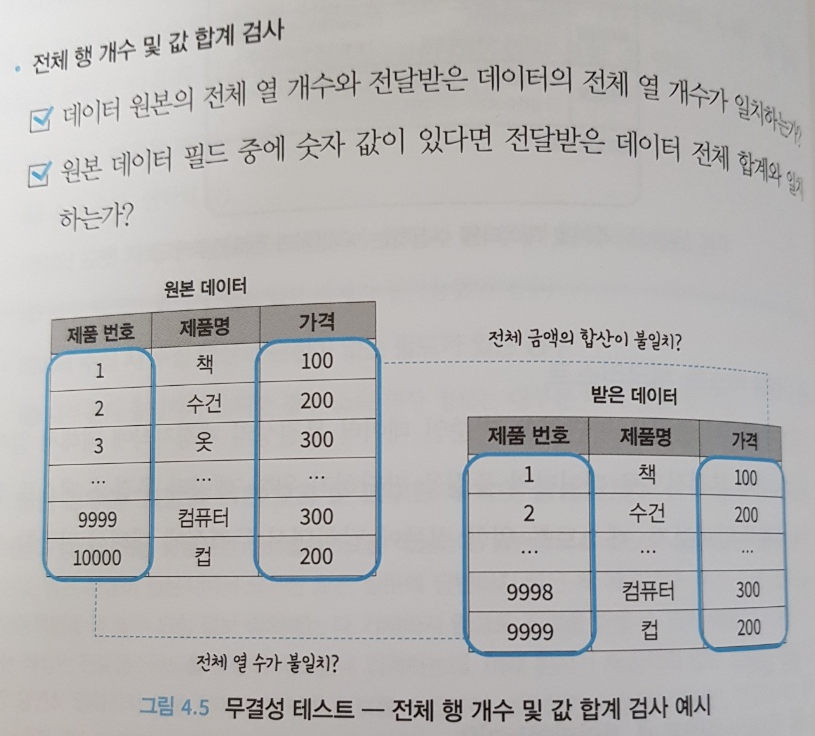 • 전체 행 개수 및 값 합계 검사
데이터 원본의 전체 열 개수와 전달받은 데이터의 전체 열 개수가 일치하는가?
원본 데이터 필드 중에 숫자 값이 있다면 전달받은 데이터 전체 합계와 일치
하는가?
원본 데이터
제품 번호 제품명 가격
1 책 100
2 수건 200
3 옷 300
... ... ...
9999 컴퓨터 300
10000 컵 200
전체 금액의 합산이 불일치?
받은 데이터
제품 번호 제품명 가격
1 책 100
2 수건 200
... ... ...
9998 컴퓨터 300
9999 컵 200
전체 열 수가 불일치?
그림 4.5 무결성 테스트 — 전체 행 개수 및 값 합계 검사 예시